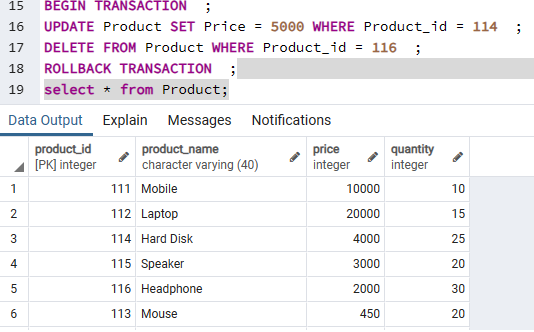 15 BEGIN TRANSACTION ;
16 UPDATE Product SET Price = 5000 WHERE Product_id = 114 ;
17 DELETE FROM Product WHERE Product_id = 116 ;
18 ROLLBACK TRANSACTION ;
19 select * from Product;
Data Output Explain Messages Notifications
product_id product_name price quantity
[PK] integer character varying (40) integer integer
1 111 Mobile 10000 10
2 112 Laptop 20000 15
3 114 Hard Disk 4000 25
4 115 Speaker 3000 20
5 116 Headphone 2000 30
6 113 Mouse 450 20